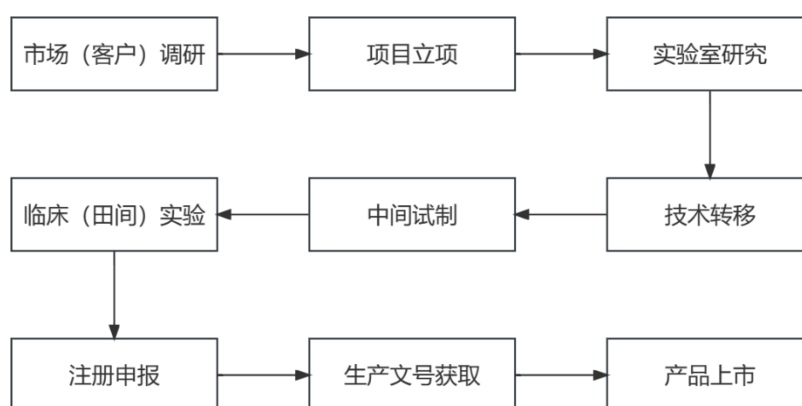 市场（客户）调研
项目立项
实验室研究
技术转移
中间试制
临床（田间）实验
注册申报
生产文号获取
产品上市